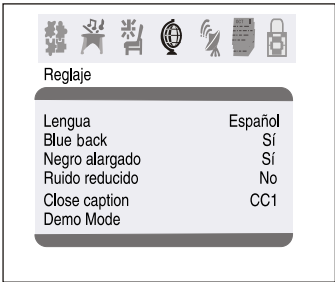 Reglaje
Lengua Español
Blue back Sí
Negro alargado Sí
Ruido reducido No
Close caption CC1
Demo Mode